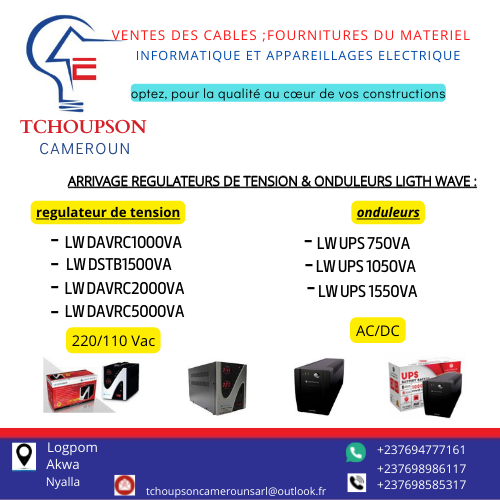 VENTES DES CABLES ;FOURNITURES DU MATERIEL
INFORMATIQUE ET APPAREILLAGES ELECTRIQUE
optez, pour la qualité au cœur de vos constructions
TCHOUPSON
CAMEROUN
ARRIVAGE REGULATEURS DE TENSION & ONDULEURS LIGTH WAVE :
regulateur de tension
- LW DAVRC1000VA
- LW DSTB1500VA
- LW DAVRC2000VA
- LW DAVRC5000VA
220/110 Vac
onduleurs
- LW UPS 750VA
- LW UPS 1050VA
- LW UPS 1550VA
AC/DC
UPS
Logpom
Akwa
Nyalla
tchoupsoncamerounsarl@outlook.fr
+237694777161
+237698986117
+237698585317